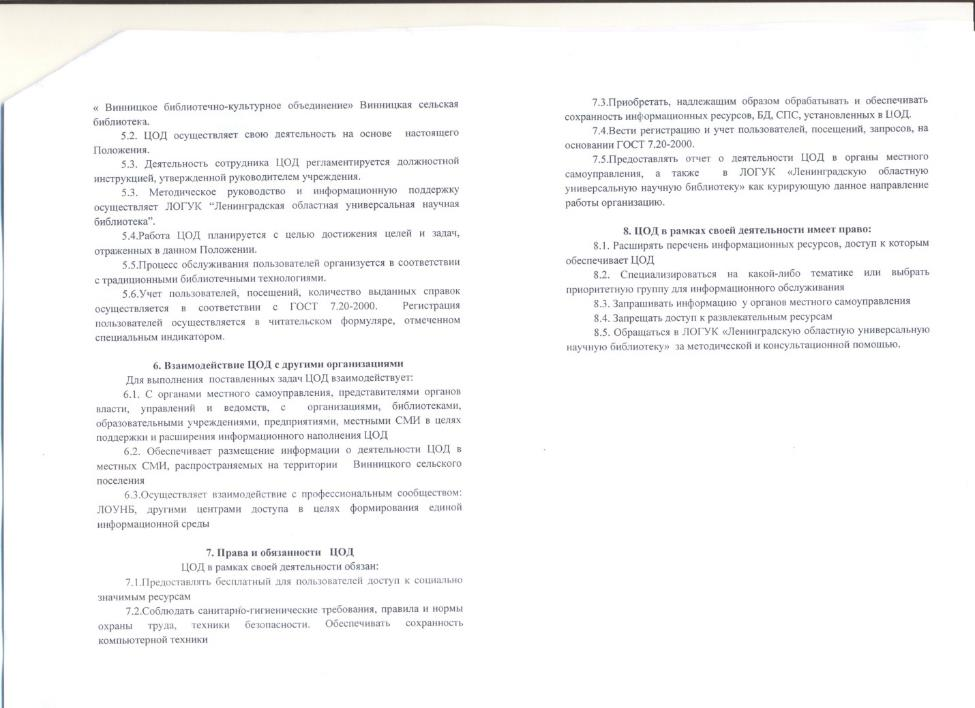 « Винницкое библиотечно-культурное объединение» Винницкая сельская
библиотека.
5.2. ЦОД осуществляет свою деятельность на основе настоящего
Положения.
5.3. Деятельность сотрудника ЦОД регламентируется должностной
инструкцией, утвержденной руководителем учреждения.
5.3. Методическое руководство и информационную поддержку
осуществляет ЛОГУК “Ленинградская областная универсальная научная
библиотека”.
5.4.Работа ЦОД планируется с целью достижения целей и задач,
отраженных в данном Положении.
5.5.Процесс обслуживания пользователей организуется в соответствии
с традиционными библиотечными технологиями.
5.6.Учет пользователей, посещений, количество выданных справок
осуществляется в соответствии с ГОСТ 7.20-2000. Регистрация
пользователей осуществляется в читательском формуляре, отмеченном
специальным индикатором.
6. Взаимодействие ЦОД с другими организациями
Для выполнения поставленных задач ЦОД взаимодействует:
6.1. С органами местного самоуправления, представителями органов
власти, управлений и ведомств, с организациями, библиотеками,
образовательными учреждениями, предприятиями, местными СМИ в целях
поддержки и расширения информационного наполнения ЦОД
6.2. Обеспечивает размещение информации о деятельности ЦОД в
местных СМИ, распространяемых на территории Винницкого сельского
поселения
6.3.Осуществляет взаимодействие с профессиональным сообществом:
ЛОУНБ, другими центрами доступа в целях формирования единой
информационной среды
7. Права и обязанности ЦОД
ЦОД в рамках своей деятельности обязан:
7.1.Предоставлять бесплатный для пользователей доступ к социально
значимым ресурсам
7.2.Соблюдать санитарно-гигиенические требования, правила и нормы
охраны труда, техники безопасности. Обеспечивать сохранность
компьютерной техники
7.3.Приобретать, надлежащим образом обрабатывать и обеспечивать
сохранность информационных ресурсов, БД, СПС, установленных в ЦОД.
7.4.Вести регистрацию и учет пользователей, посещений, запросов, на
основании ГОСТ 7.20-2000.
7.5.Предоставлять отчет о деятельности ЦОД в органы местного
самоуправления, а также в ЛОГУК «Ленинградскую областную
универсальную научную библиотеку» как курирующую данное направление
работы организацию.
8. ЦОД в рамках своей деятельности имеет право:
8.1. Расширять перечень информационных ресурсов, доступ к которым
обеспечивает ЦОД
8.2. Специализироваться на какой-либо тематике или выбрать
приоритетную группу для информационного обслуживания
8.3. Запрашивать информацию у органов местного самоуправления
8.4. Запрещать доступ к развлекательным ресурсам
8.5. Обращаться в ЛОГУК «Ленинградскую областную универсальную
научную библиотеку» за методической и консультационной помощью.